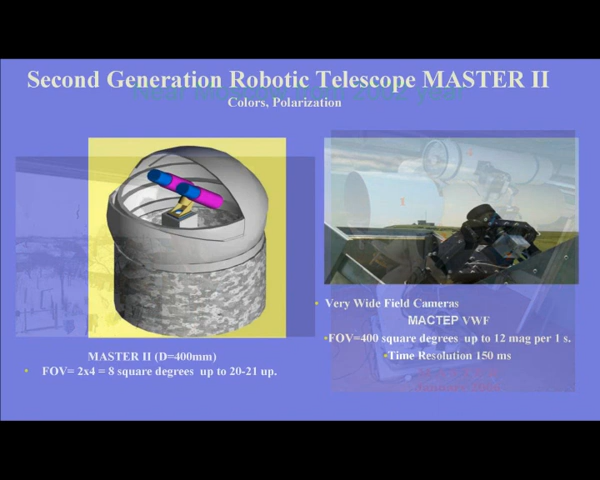 Second Generation Robotic Telescope MASTER II
Colors, Polarization
1
• Very Wide Field Cameras
МАСТЕР VWF
•FOV=400 square degrees up to 12 mag per 1 s.
•Time Resolution 150 ms
MASTER II (D=400mm)
• FOV= 2x4 = 8 square degrees up to 20-21 up.